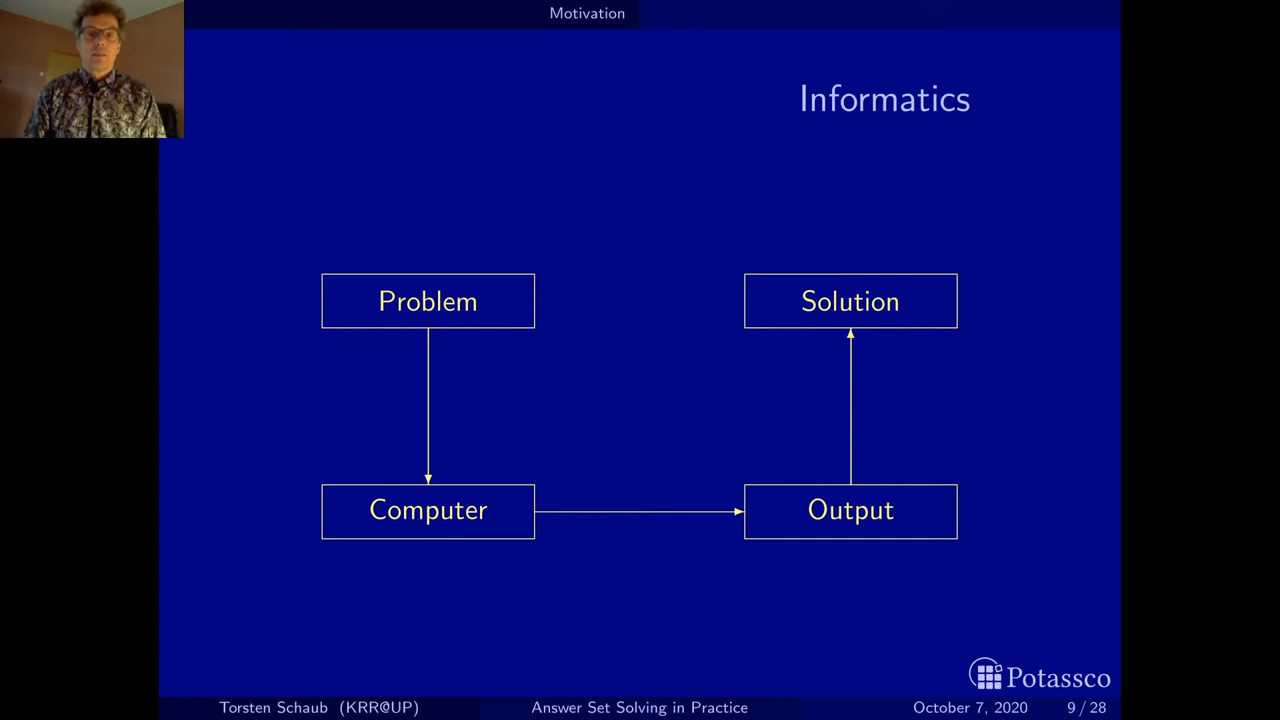 Motivation
Informatics
Problem
Solution
Computer
Output
Potassco
Torsten Schaub (KRR@UP)
Answer Set Solving in Practice
October 7, 2020
9 / 28